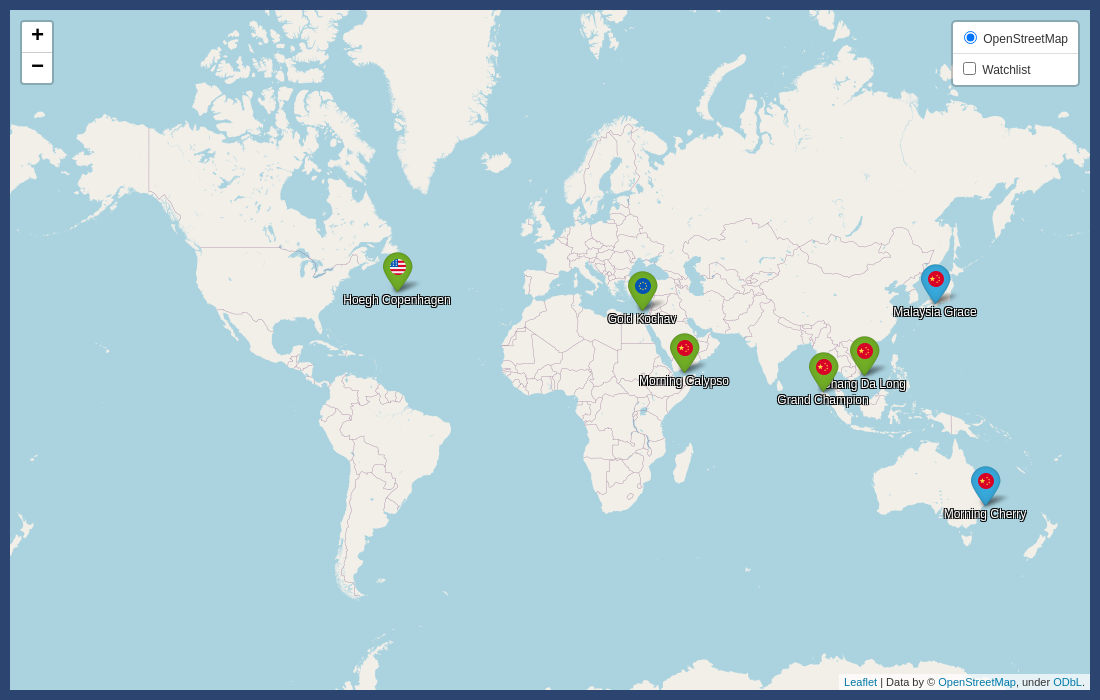 +
−
OpenStreetMap
Watchlist
Hoegh Copenhagen
Gold Kochav
Malaysia Grace
Morning Calypso
Chang Da Long
Grand Champion
Morning Cherry
Leaflet | Data by © OpenStreetMap, under ODbL.